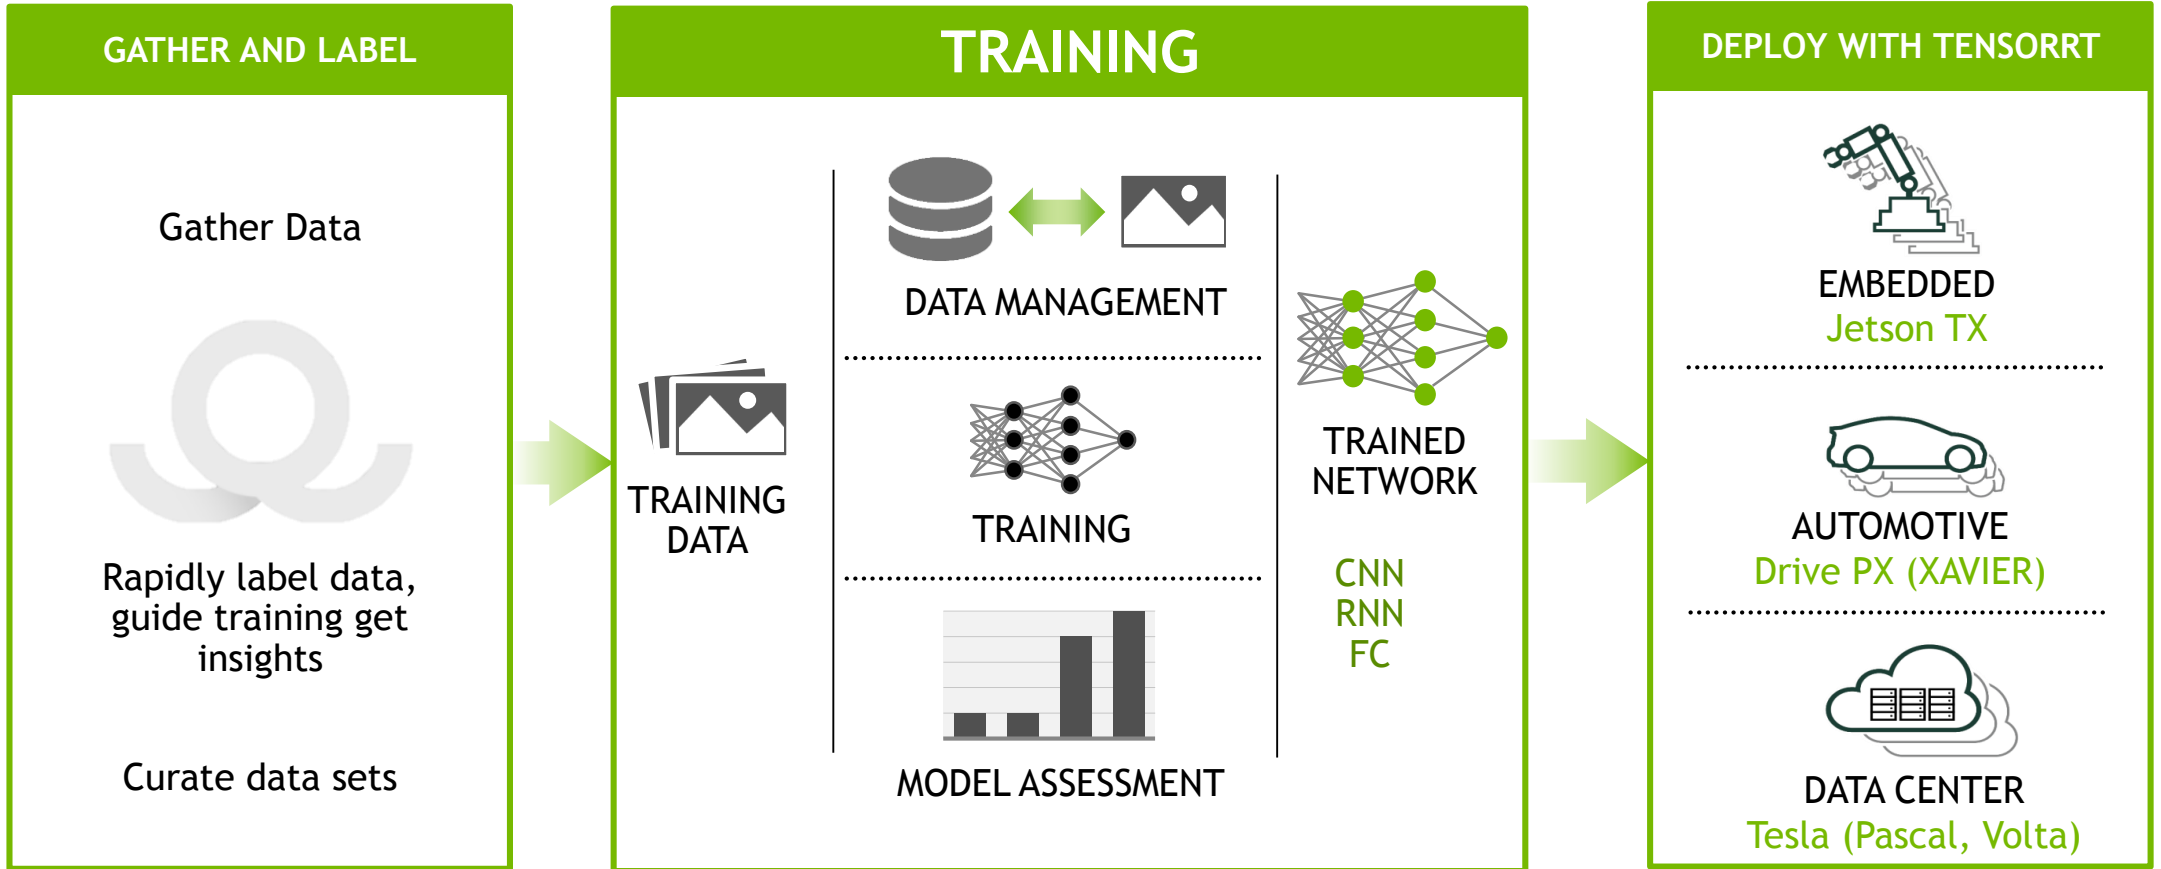 GATHER AND LABEL
Gather Data
Rapidly label data,
guide training get
insights
Curate data sets
TRAINING
TRAINING
DATA
DATA MANAGEMENT
TRAINING
MODEL ASSESSMENT
TRAINED
NETWORK
CNN
RNN
FC
DEPLOY WITH TENSORRT
EMBEDDED
Jetson TX
AUTOMOTIVE
Drive PX (XAVIER)
DATA CENTER
Tesla (Pascal, Volta)